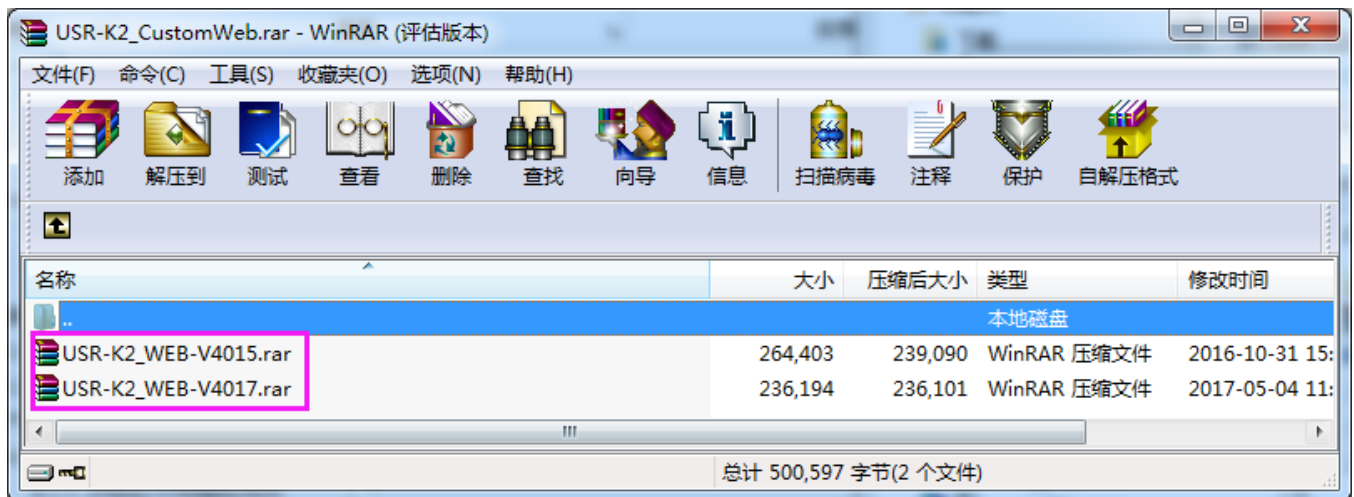 USR-K2_CustomWeb.rar - WinRAR (评估版本)
文件(F) 命令(C) 工具(S) 收藏夹(O) 选项(N) 帮助(H)
添加 解压到 测试 查看 删除 查找 向导 信息 扫描病毒 注释 保护 自解压格式
名称 大小 压缩后大小 类型 修改时间
.. 本地磁盘
USR-K2_WEB-V4015.rar 264,403 239,090 WinRAR 压缩文件 2016-10-31 15:
USR-K2_WEB-V4017.rar 236,194 236,101 WinRAR 压缩文件 2017-05-04 11:
总计 500,597 字节(2 个文件)